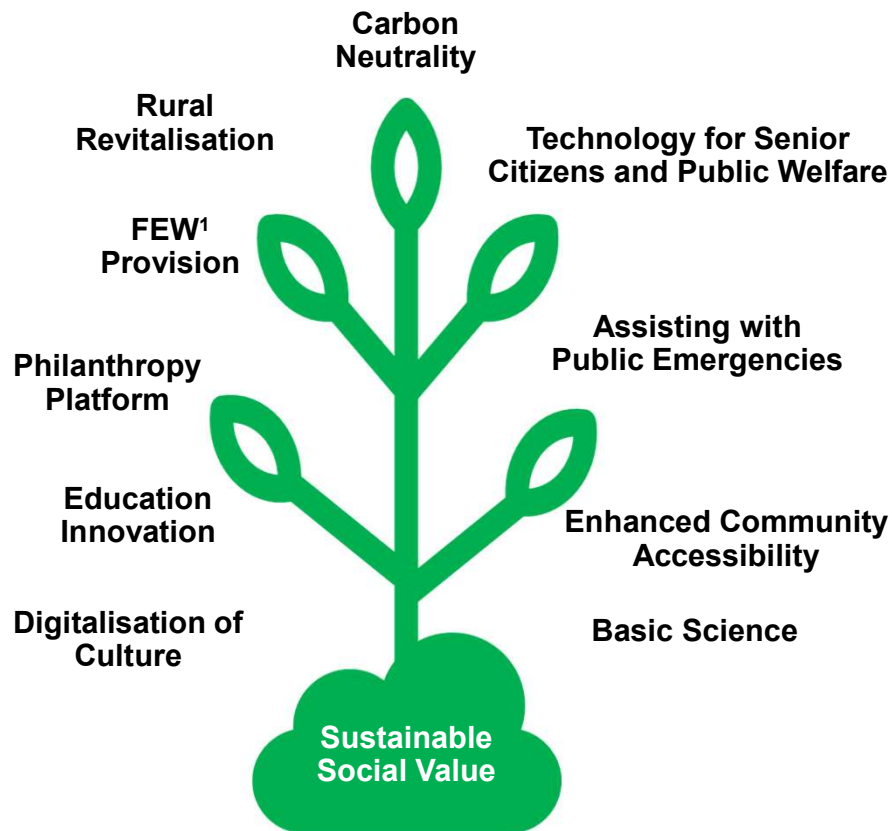 Carbon
Neutrality
Rural
Revitalisation
Technology for Senior
Citizens and Public Welfare
FEW¹
Provision
Assisting with
Public Emergencies
Philanthropy
Platform
Education
Innovation
Enhanced Community
Accessibility
Digitalisation of
Culture
Basic Science
Sustainable
Social Value